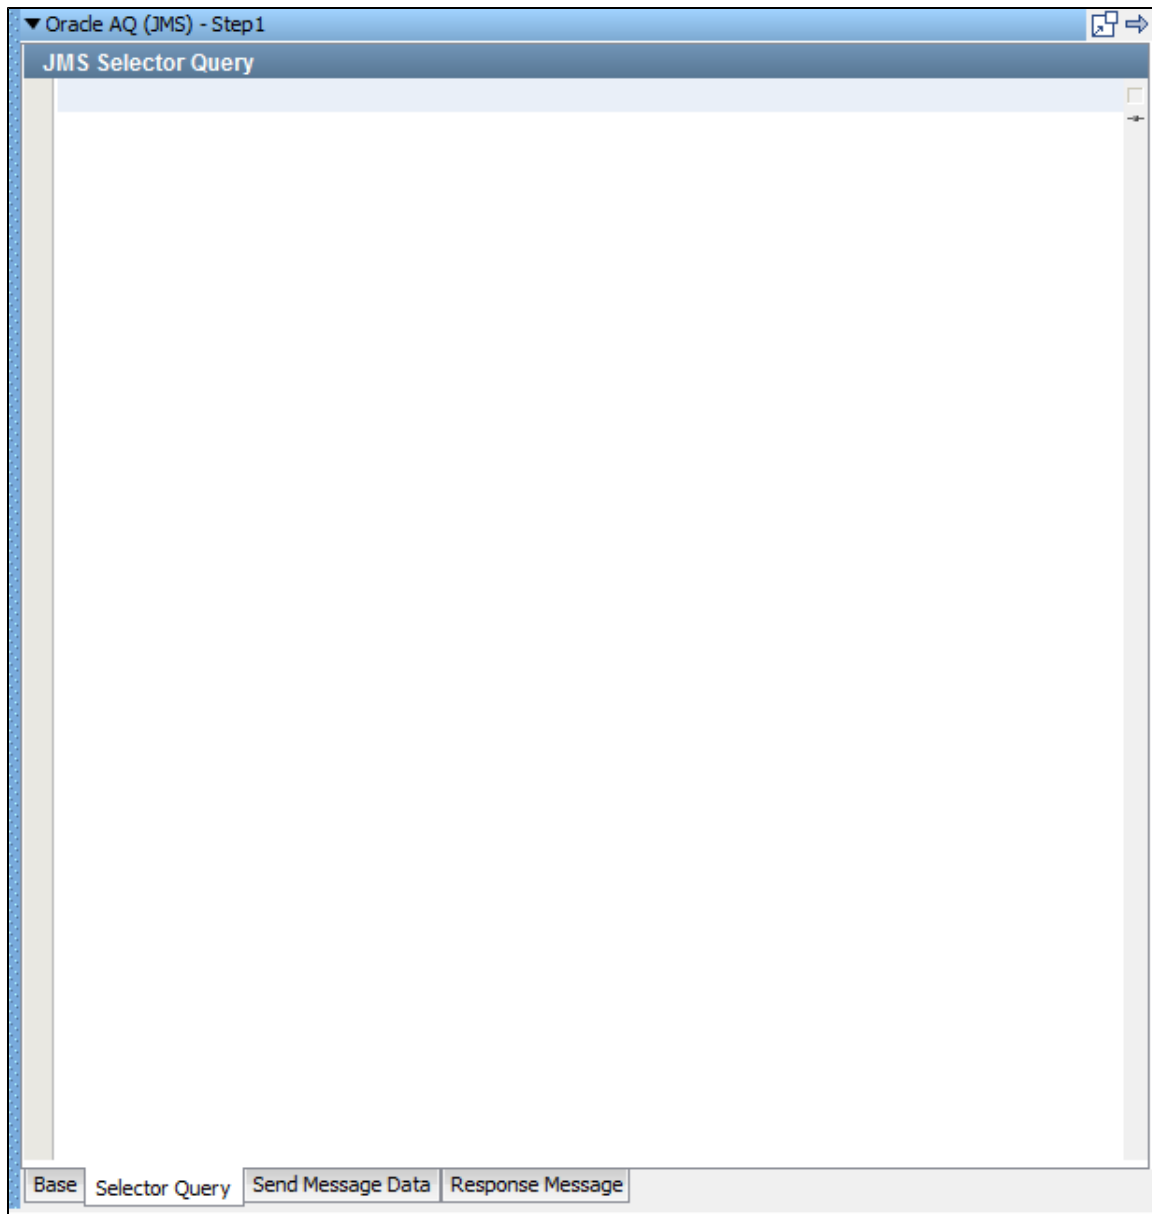 Oracle AQ (JMS) - Step1
JMS Selector Query
Base Selector Query Send Message Data Response Message